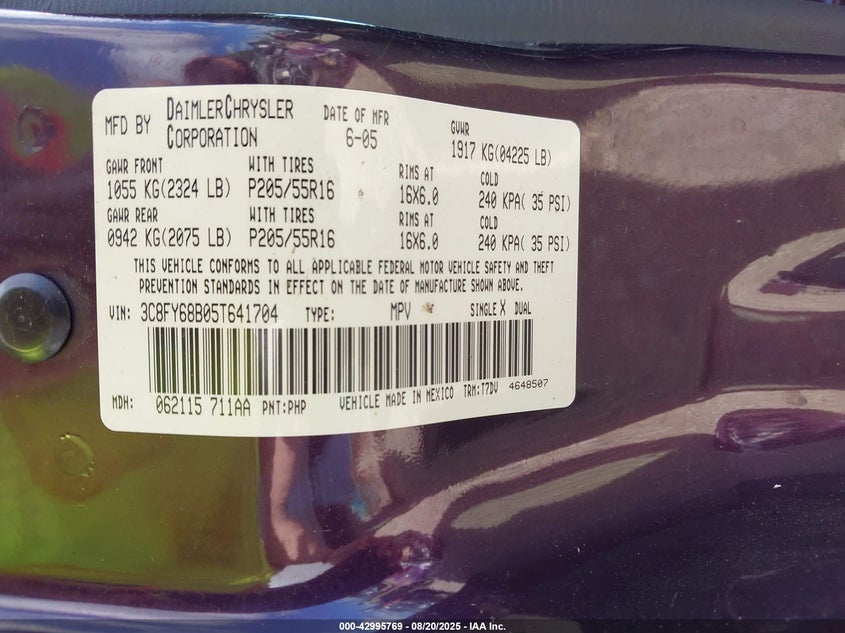 MFD BY DAIMLERCHRYSLER CORPORATION DATE OF MFR 6-05 GVWR 1917 KG(04225 LB)
GAWR FRONT WITH TIRES RIMS AT COLD
1055 KG(2324 LB) P205/55R16 16X6.0 240 KPA( 35 PSI)
GAWR REAR WITH TIRES RIMS AT COLD
0942 KG(2075 LB) P205/55R16 16X6.0 240 KPA( 35 PSI)
THIS VEHICLE CONFORMS TO ALL APPLICABLE FEDERAL MOTOR VEHICLE SAFETY AND THEFT
PREVENTION STANDARDS IN EFFECT ON THE DATE OF MANUFACTURE SHOWN ABOVE.
VIN: 3C8FY68B05T641704 TYPE: MPV SINGLE X DUAL
MDH: 062115 711AA PNT:PHP VEHICLE MADE IN MEXICO TRM:T7DV 4648507
000-42995769 - 08/20/2025 - IAA Inc.